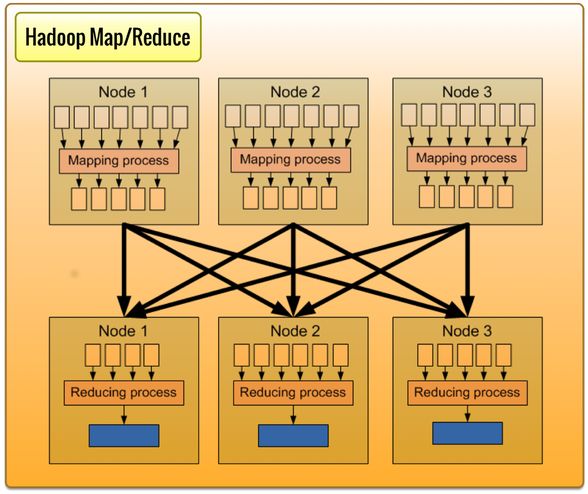 Hadoop Map/Reduce
Node 1
Node 2
Node 3
Mapping process
Mapping process
Mapping process
Node 1
Node 2
Node 3
Reducing process
Reducing process
Reducing process